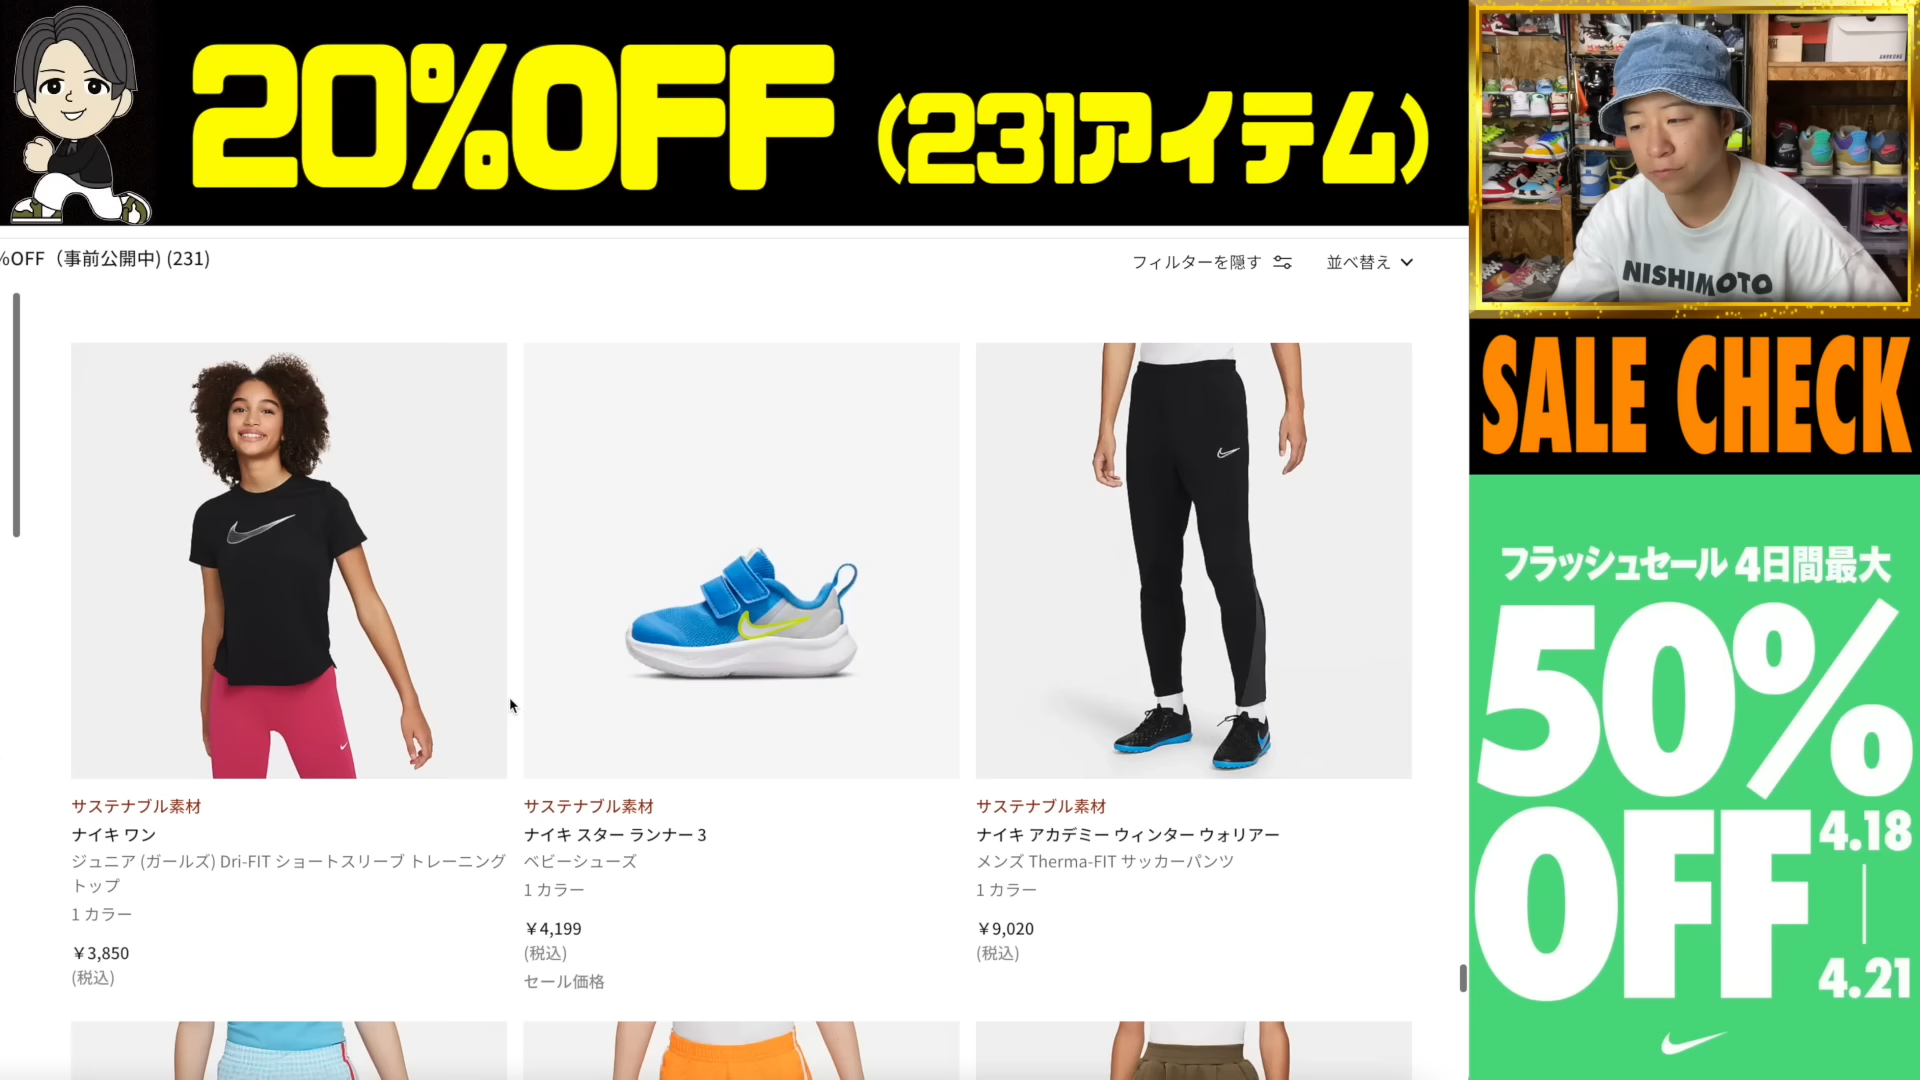 20%OFF (231アイテム)
%OFF（事前公開中) (231)
フィルターを隠す
並べ替え
サステナブル素材
ナイキ ワン
ジュニア (ガールズ) Dri-FIT ショートスリーブ トレーニング
トップ
1 カラー
￥3,850
(税込)
サステナブル素材
ナイキ スター ランナー 3
ベビーシューズ
1 カラー
￥4,199
(税込)
セール価格
サステナブル素材
ナイキ アカデミー ウィンター ウォリアー
メンズ Therma-FIT サッカーパンツ
1 カラー
￥9,020
(税込)
NISHIMOTO
SALE CHECK
フラッシュセール 4日間最大
50%
OFF
4.18
4.21